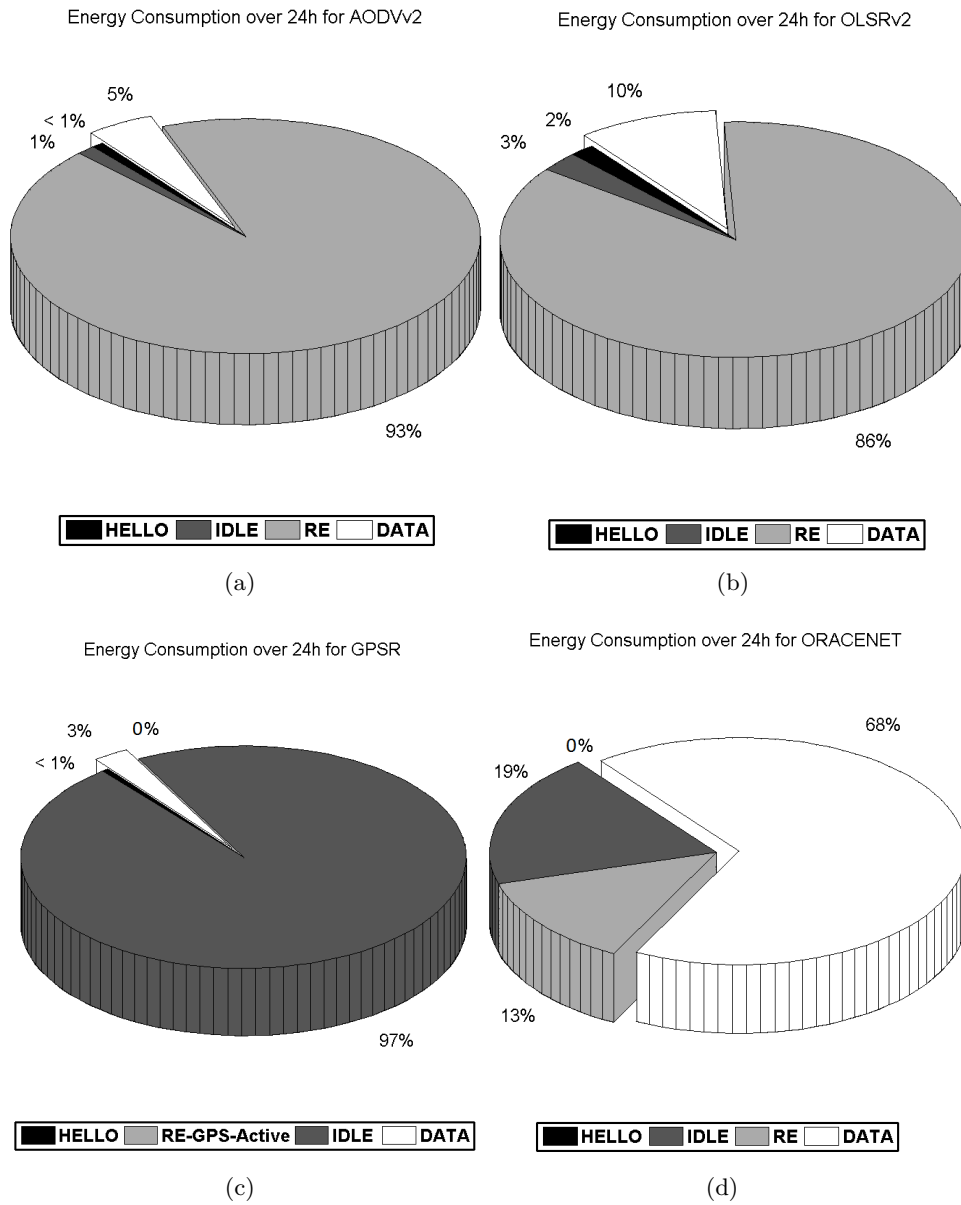 Energy Consumption over 24h for AODVv2
5%
< 1%
1%
93%
HELLO IDLE RE DATA
(a)
Energy Consumption over 24h for OLSRv2
10%
2%
3%
86%
HELLO IDLE RE DATA
(b)
Energy Consumption over 24h for GPSR
3%
0%
< 1%
97%
HELLO RE-GPS-Active IDLE DATA
(c)
Energy Consumption over 24h for ORACENET
68%
0%
19%
13%
HELLO IDLE RE DATA
(d)